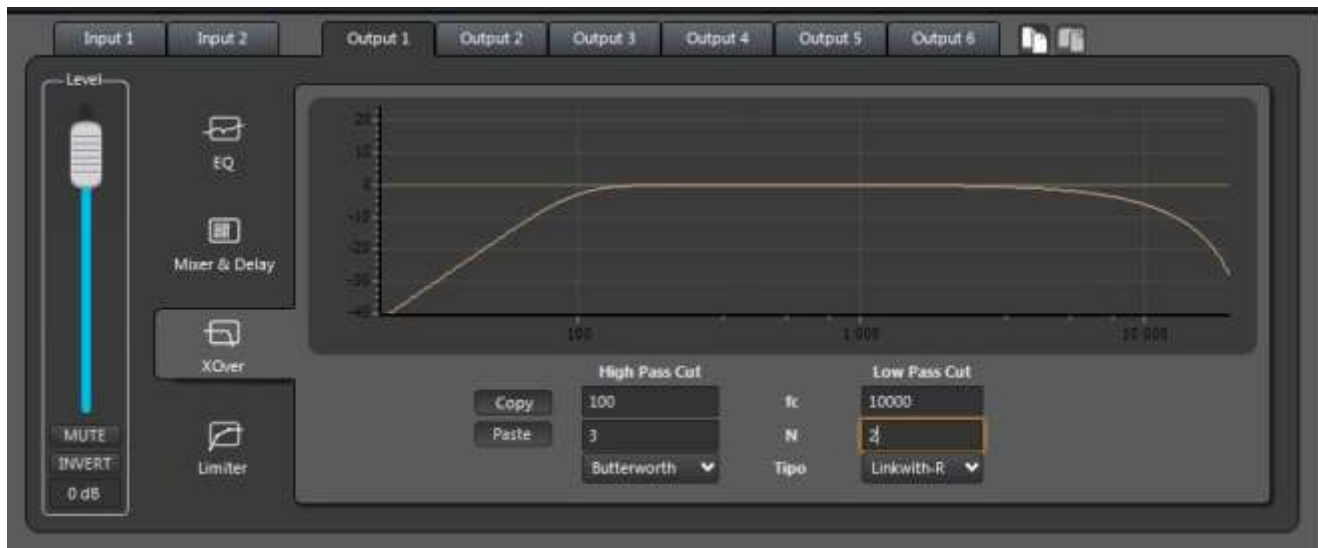 Input 1 Input 2 Output 1 Output 2 Output 3 Output 4 Output 5 Output 6
Level
EQ
Mixer & Delay
XOver
Limiter
MUTE
INVERT
0 dB
20
10
0
-10
-20
-30
-40
100 1 000 10 000
High Pass Cut Low Pass Cut
Copy 100 fc 10000
Paste 3 N 2
Butterworth Tipo Linkwith-R